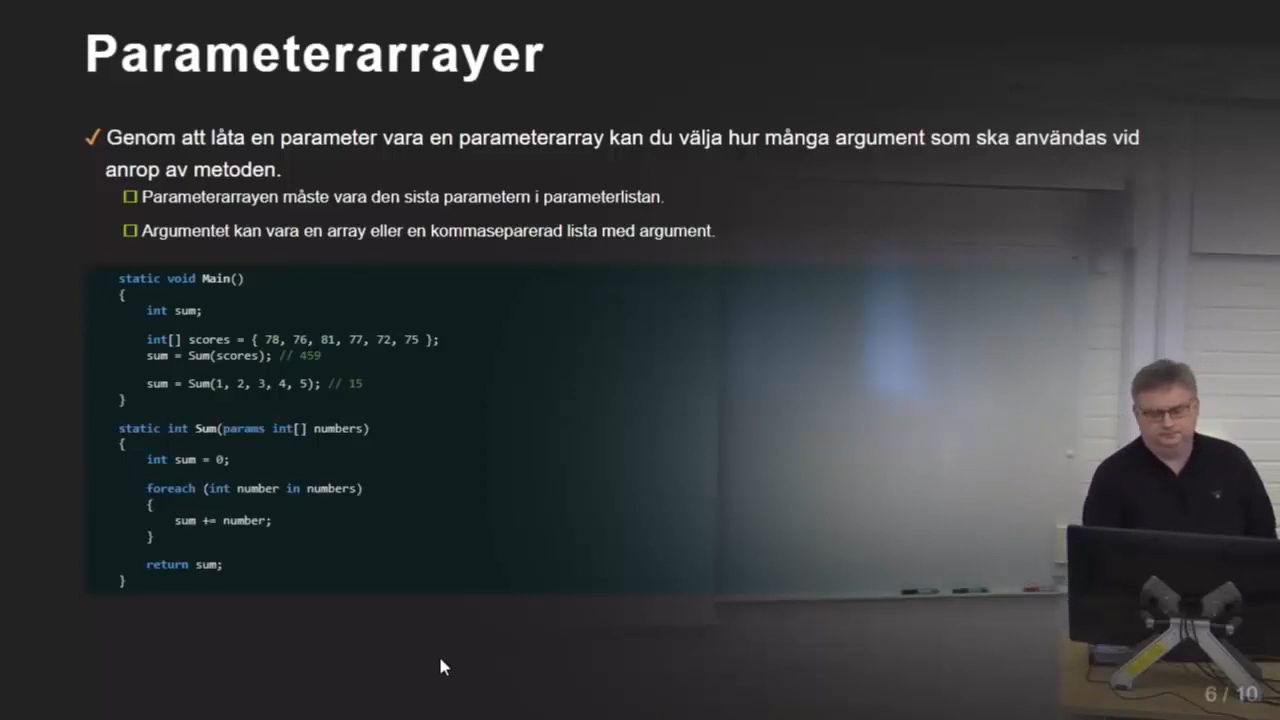 Parameterarrayer
✓ Genom att låta en parameter vara en parameterarray kan du välja hur många argument som ska användas vid
anrop av metoden.
Parameterarrayen måste vara den sista parametern i parameterlistan.
Argumentet kan vara en array eller en kommaseparerad lista med argument.
static void Main()
{
int sum;
int[] scores = { 78, 76, 81, 77, 72, 75 };
sum = Sum(scores); // 459
sum = Sum(1, 2, 3, 4, 5); // 15
}
static int Sum(params int[] numbers)
{
int sum = 0;
foreach (int number in numbers)
{
sum += number;
}
return sum;
}
6 / 10